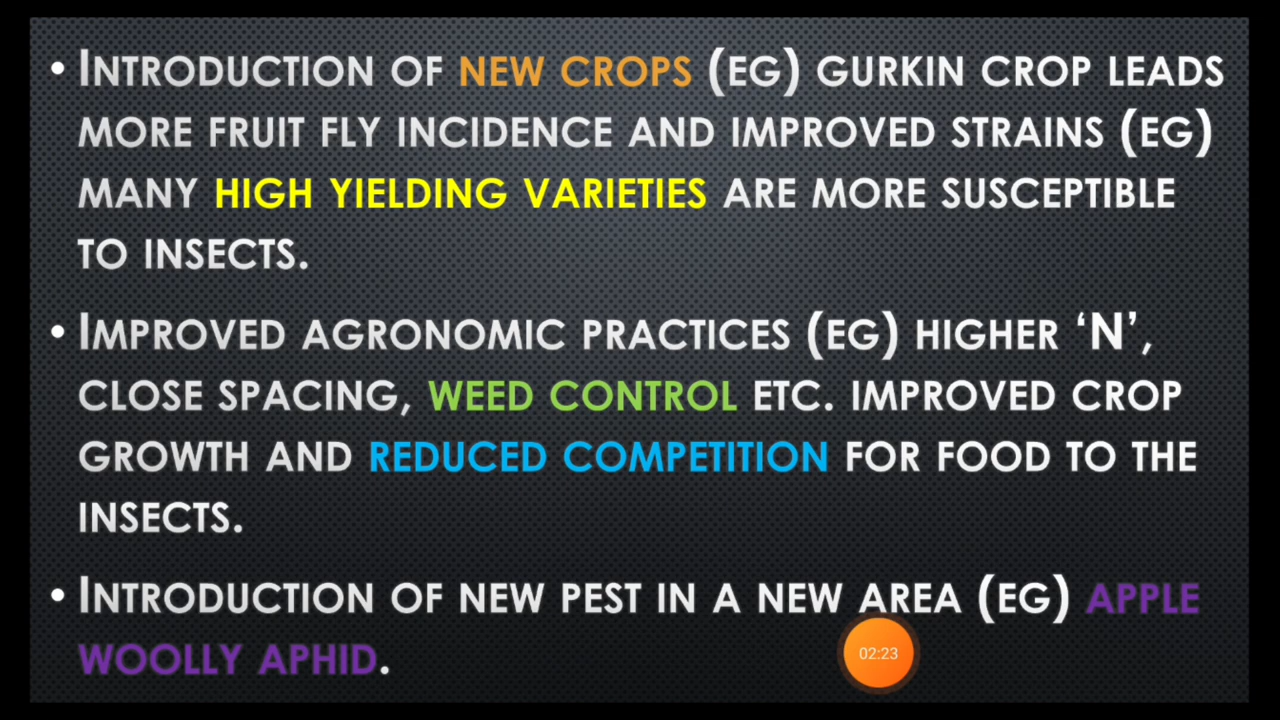 • INTRODUCTION OF NEW CROPS (EG) GURKIN CROP LEADS
MORE FRUIT FLY INCIDENCE AND IMPROVED STRAINS (EG)
MANY HIGH YIELDING VARIETIES ARE MORE SUSCEPTIBLE
TO INSECTS.
• IMPROVED AGRONOMIC PRACTICES (EG) HIGHER ‘N’,
CLOSE SPACING, WEED CONTROL ETC. IMPROVED CROP
GROWTH AND REDUCED COMPETITION FOR FOOD TO THE
INSECTS.
• INTRODUCTION OF NEW PEST IN A NEW AREA (EG) APPLE
WOOLLY APHID.
02:23